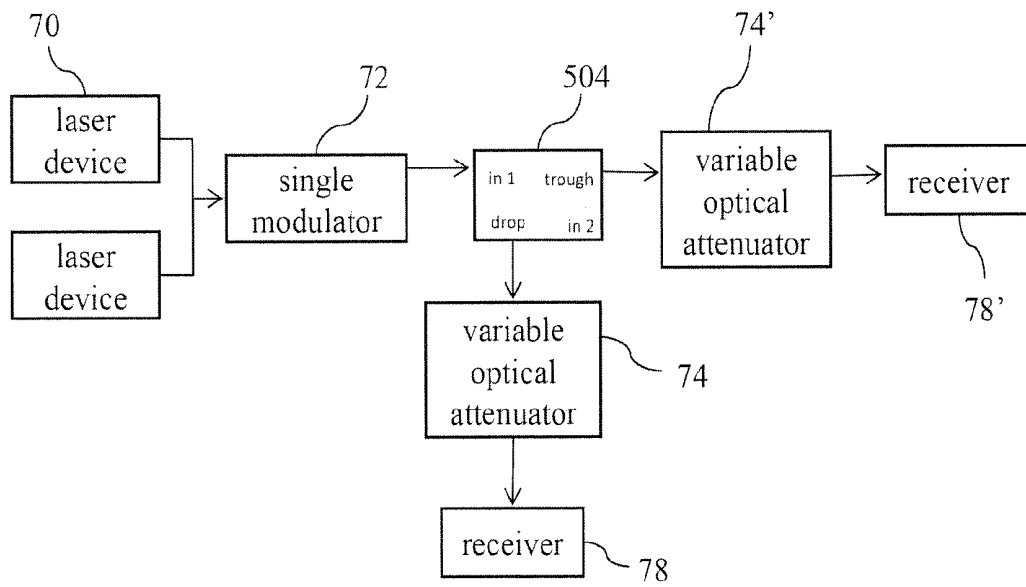 70
72
504
74’
laser
device
single
modulator
in 1 trough
drop in 2
variable
optical
attenuator
receiver
78’
laser
device
variable
optical
attenuator
74
receiver
78